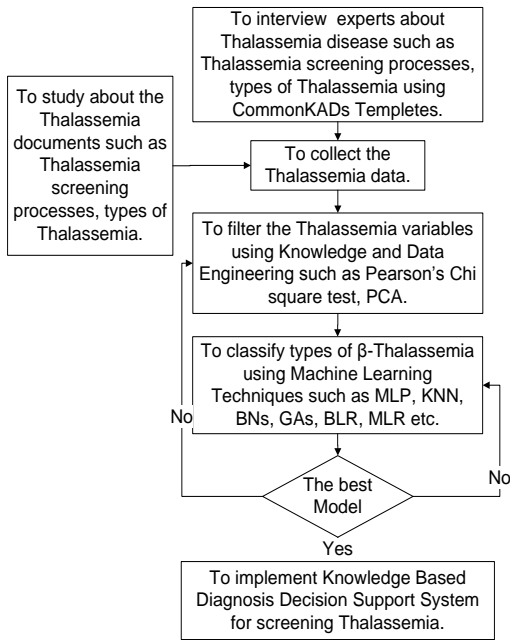 To interview experts about
Thalassemia disease such as
Thalassemia screening processes,
types of Thalassemia using
CommonKADs Templetes.
To study about the
Thalassemia
documents such as
Thalassemia
screening
processes, types of
Thalassemia.
To collect the
Thalassemia data.
To filter the Thalassemia variables
using Knowledge and Data
Engineering such as Pearson's Chi
square test, PCA.
To classify types of β-Thalassemia
using Machine Learning
Techniques such as MLP, KNN,
BNs, GAs, BLR, MLR etc.
No
The best
Model
No
Yes
To implement Knowledge Based
Diagnosis Decision Support System
for screening Thalassemia.